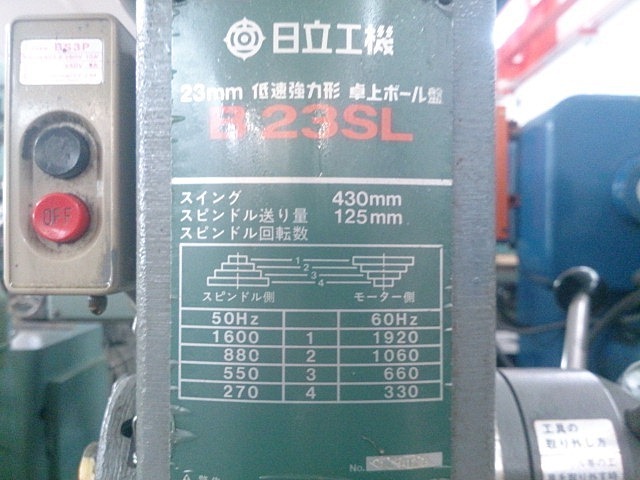 日立工機
23mm 低速強力形 卓上ボール盤
B23SL
スイング 430mm
スピンドル送り量 125mm
スピンドル回転数
1
2
3
4
スピンドル側 モーター側
50Hz 60Hz
1600 1 1920
880 2 1060
550 3 660
270 4 330
No.
BS3P
OFF
工具の
取り外し方